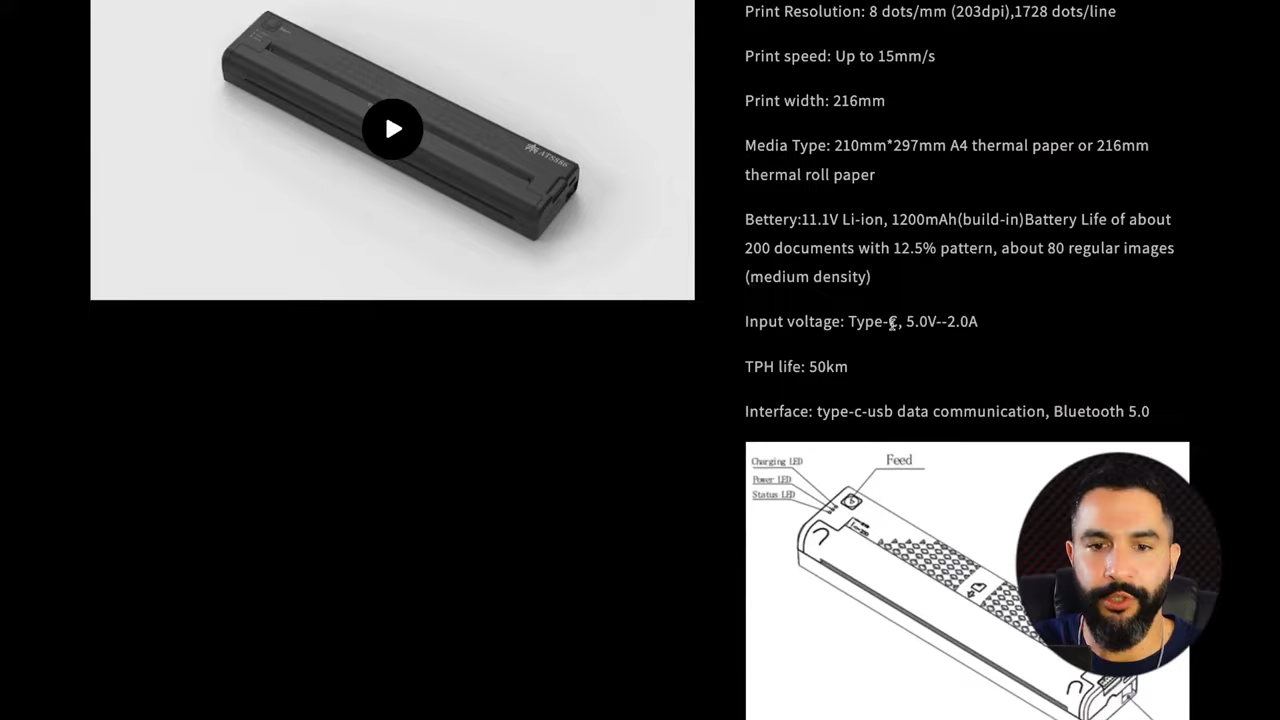 Print Resolution: 8 dots/mm (203dpi),1728 dots/line
Print speed: Up to 15mm/s
Print width: 216mm
Media Type: 210mm*297mm A4 thermal paper or 216mm
thermal roll paper
Bettery:11.1V Li-ion, 1200mAh(build-in)Battery Life of about
200 documents with 12.5% pattern, about 80 regular images
(medium density)
Input voltage: Type-C, 5.0V--2.0A
TPH life: 50km
Interface: type-c-usb data communication, Bluetooth 5.0
Charging LED
Feed
Power LED
Status LED